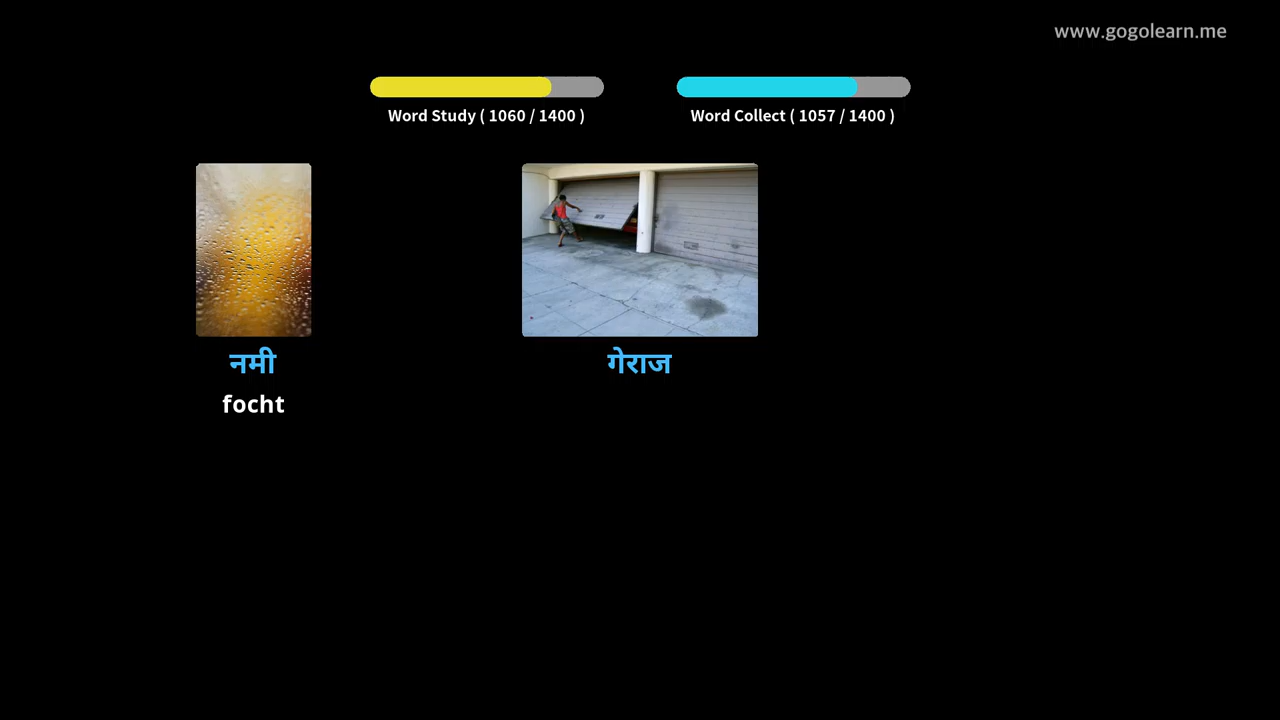 www.gogolearn.me
Word Study ( 1060 / 1400 )
Word Collect ( 1057 / 1400 )
नमी
focht
गेराज